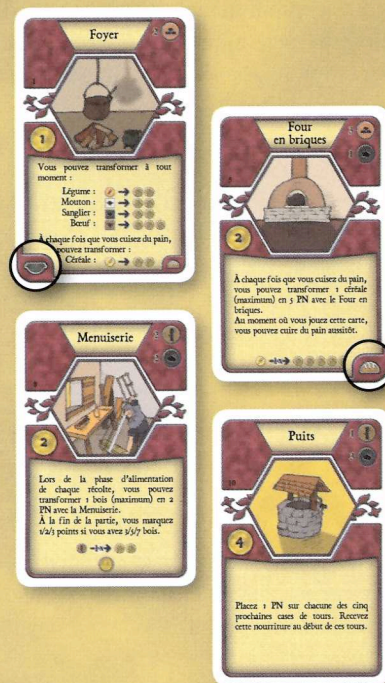 Foyer
1
Vous pouvez transformer à tout
moment :
Légume :
Mouton :
Sanglier :
Bœuf :
À chaque fois que vous cuisez du pain,
pouvez transformer :
Céréale :
Four
en briques
2
À chaque fois que vous cuisez du pain,
vous pouvez transformer 1 céréale
(maximum) en 5 PN avec le Four en
briques.
Au moment où vous jouez cette carte,
vous pouvez cuire du pain aussitôt.
Menuiserie
2
Lors de la phase d'alimentation
de chaque récolte, vous pouvez
transformer 1 bois (maximum) en 2
PN avec la Menuiserie.
À la fin de la partie, vous marquez
1/2/3 points si vous avez 3/5/7 bois.
Puits
10
4
Placez 1 PN sur chacune des cinq
prochaines cases de tours. Recevez
cette nourriture au début de ces tours.